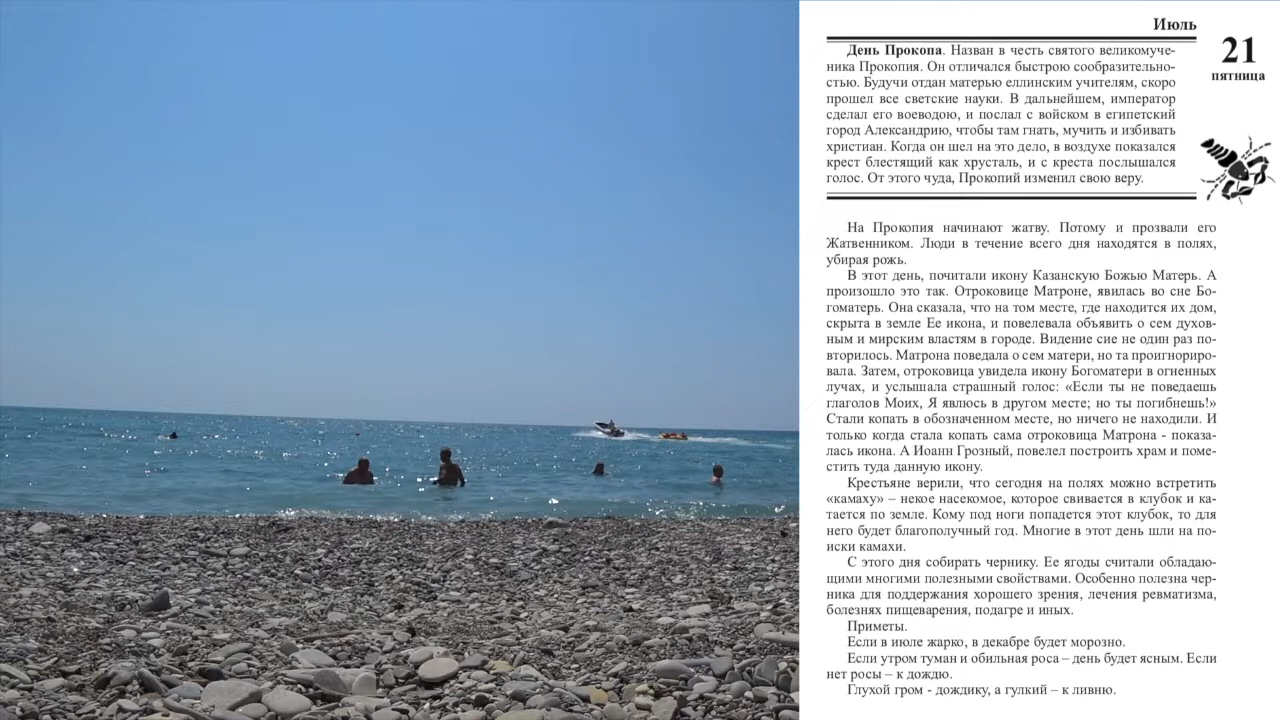 Июль
21
пятница
День Прокопа. Назван в честь святого великомуче-
ника Прокопия. Он отличался быстрою сообразительно-
стью. Будучи отдан матерью еллинским учителям, скоро
прошел все светские науки. В дальнейшем, император
сделал его воеводою, и послал с войском в египетский
город Александрию, чтобы там гнать, мучить и избивать
христиан. Когда он шел на это дело, в воздухе показался
крест блестящий как хрусталь, и с креста послышался
голос. От этого чуда, Прокопий изменил свою веру.
На Прокопия начинают жатву. Потому и прозвали его
Жатвенником. Люди в течение всего дня находятся в полях,
убирая рожь.
В этот день, почитали икону Казанскую Божью Матерь. А
произошло это так. Отроковице Матроне, явилась во сне Бо-
гоматерь. Она сказала, что на том месте, где находится их дом,
скрыта в земле Ее икона, и повелевала объявить о сем духов-
ным и мирским властям в городе. Видение сие не один раз по-
вторилось. Матрона поведала о сем матери, но та проигнориро-
вала. Затем, отроковица увидела икону Богоматери в огненных
лучах, и услышала страшный голос: «Если ты не поведаешь
глаголов Моих, Я явлюсь в другом месте; но ты погибнешь!»
Стали копать в обозначенном месте, но ничего не находили. И
только когда стала копать сама отроковица Матрона - показа-
лась икона. А Иоанн Грозный, повелел построить храм и поме-
стить туда данную икону.
Крестьяне верили, что сегодня на полях можно встретить
«камаху» – некое насекомое, которое свивается в клубок и ка-
тается по земле. Кому под ноги попадется этот клубок, то для
него будет благополучный год. Многие в этот день шли на по-
иски камахи.
С этого дня собирать чернику. Ее ягоды считали обладаю-
щими многими полезными свойствами. Особенно полезна чер-
ника для поддержания хорошего зрения, лечения ревматизма,
болезнях пищеварения, подагре и иных.
Приметы.
Если в июле жарко, в декабре будет морозно.
Если утром туман и обильная роса – день будет ясным. Если
нет росы – к дождю.
Глухой гром - дождику, а гулкий – к ливню.